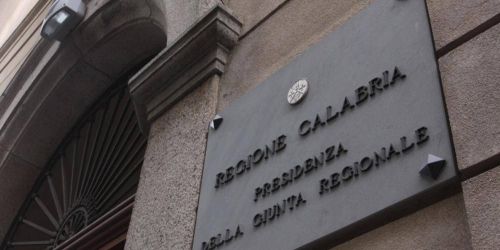 REGIONE CALABRIA
PRESIDENZA
DELLA GIUNTA REGIONALE